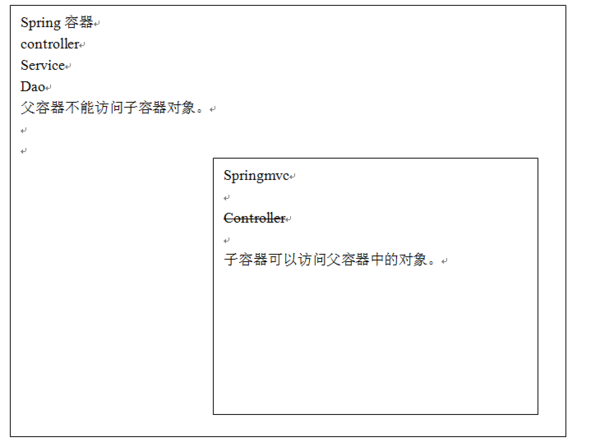 Spring 容器
controller
Service
Dao
父容器不能访问子容器对象。
Springmvc
Controller
子容器可以访问父容器中的对象。